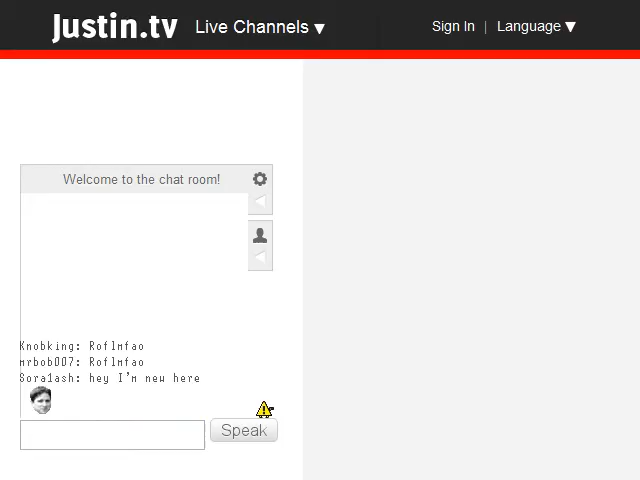 Justin.tv Live Channels ▼ Sign In | Language ▼
Welcome to the chat room!
Knobking: Roflmfao
mrbob007: Roflmfao
Sora1ash: hey I'm new here
Speak